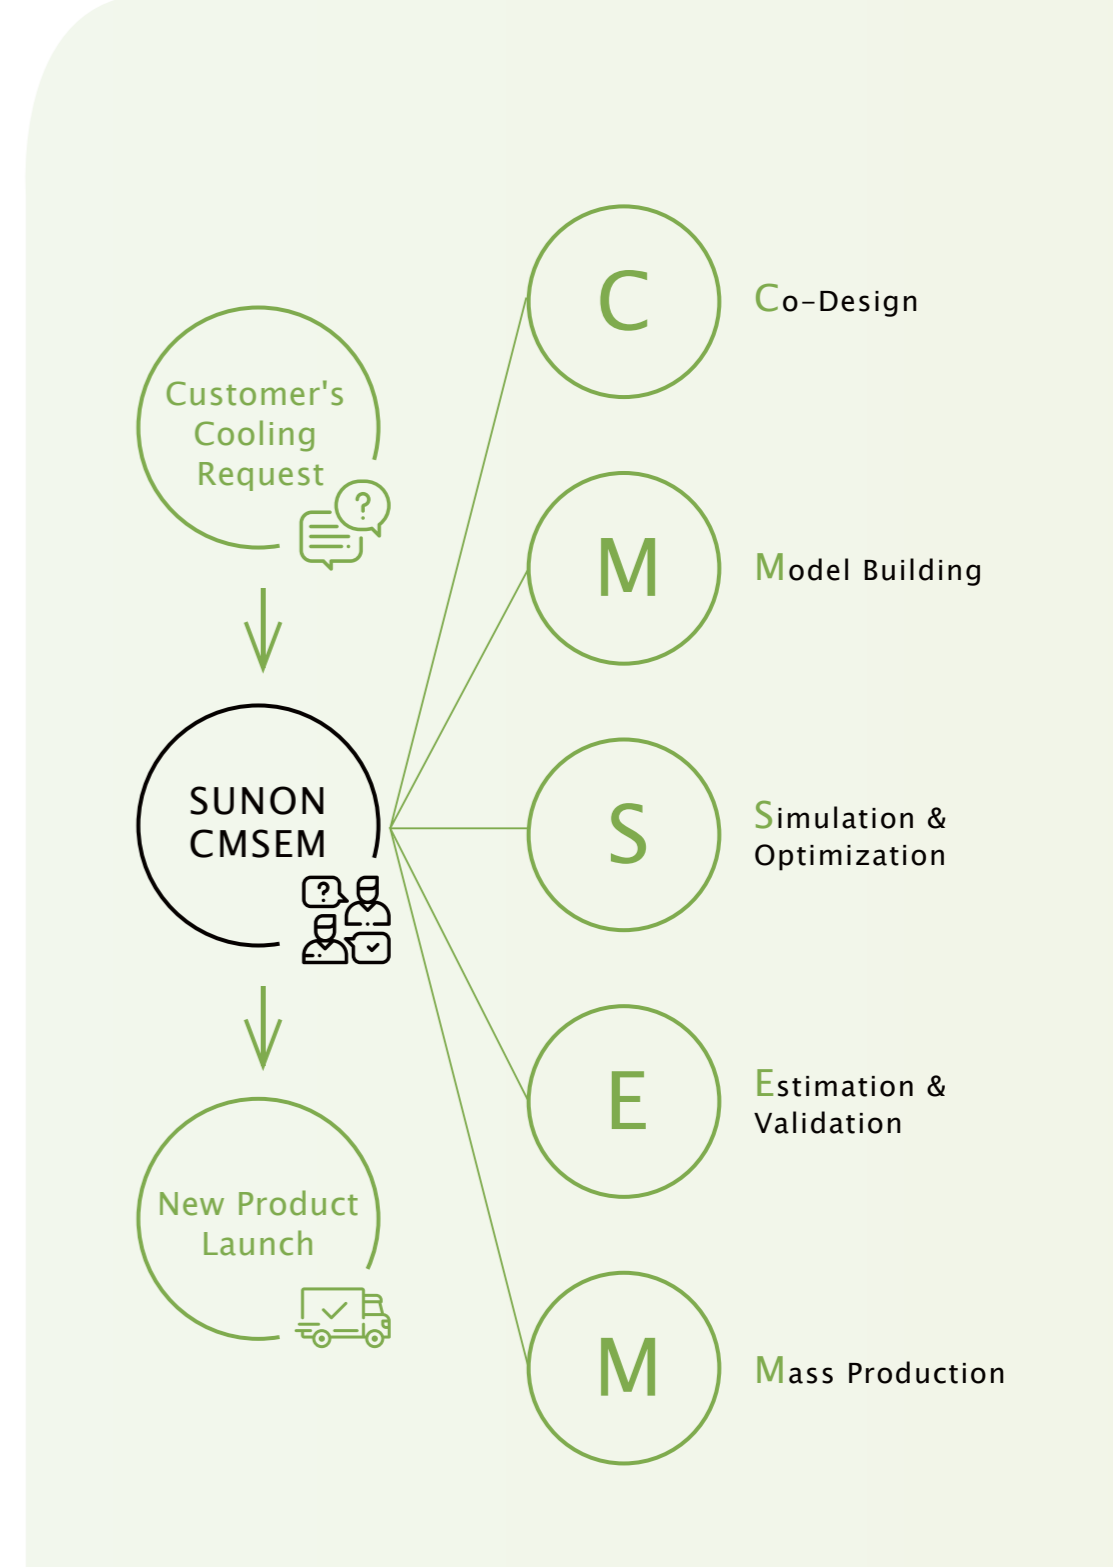 Customer's
Cooling
Request
?
SUNON
CMSEM
?
New Product
Launch
C
Co-Design
M
Model Building
S
Simulation &
Optimization
E
Estimation &
Validation
M
Mass Production